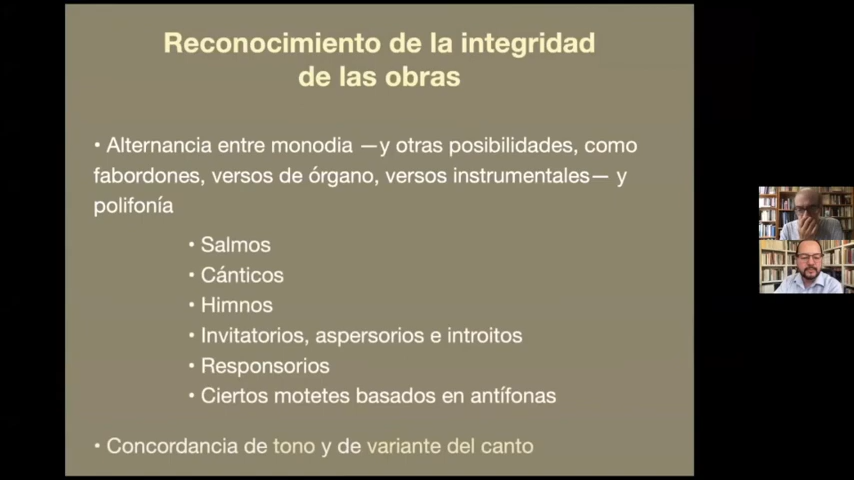 Reconocimiento de la integridad
de las obras
• Alternancia entre monodia —y otras posibilidades, como
fabordones, versos de órgano, versos instrumentales— y
polifonía
• Salmos
• Cánticos
• Himnos
• Invitatorios, aspersorios e introitos
• Responsorios
• Ciertos motetes basados en antífonas
• Concordancia de tono y de variante del canto